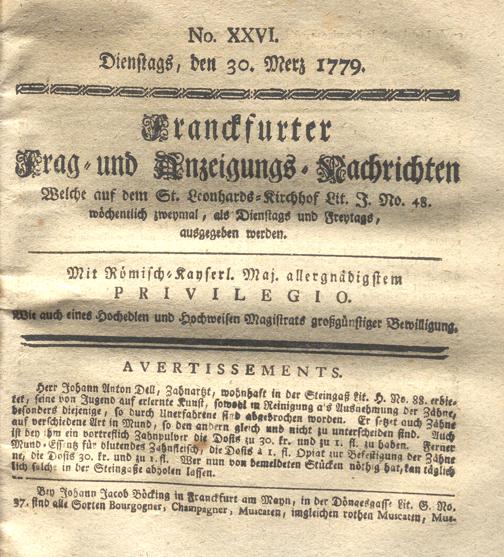 No. XXVI.
Dienstags, den 30. Merz 1779.
Franckfurter
Frag- und Anzeigungs-Nachrichten
Welche auf dem St. Leonhards-Kirchhof Lit. J. No. 48.
wöchentlich zweymal, als Dienstags und Freytags,
ausgegeben werden.
Mit Römisch-Kayserl. Maj. allergnädigstem
PRIVILEGIO.
Wie auch eines Hochedlen und Hochweisen Magistrats großgünstiger Bewilligung.
AVERTISSEMENTS.
Herr Johann Anton Dell, Zahnartzt, wohnhaft in der Steingaß Lit. H. No. 88. erbie-
tet, seine von Jugend auf erlernte Kunst, sowohl in Reinigung als Ausnehmung der Zähne,
besonders diejenige, so durch Unerfahrene sind abgebrochen worden. Er setzet auch Zähne
auf verschiedene Art in Mund, so den andern gleich und nicht zu unterscheiden sind. Auch
ist bey ihm ein vortreflich Zahnpulver die Dosis zu 30. kr. und zu 1. fl. zu haben. Ferner
Mund-Essentz für blutendes Zahnfleisch, die Dosis à 1. fl. Opiat zur Befestigung der Zähne
ne, die Dosis 30. kr. und zu 1. fl. Wer nun von bemeldeten Stücken nöthig hat, kan täglich
lich solche in der Steingasse abholen lassen.
Bey Johann Jacob Böcking in Franckfurt am Mayn, in der Döngesgasse Lit. G. No.
37. sind alle Sorten Bourgogner, Champagner, Muscaten, imgleichen rothen Muscaten, Mus-